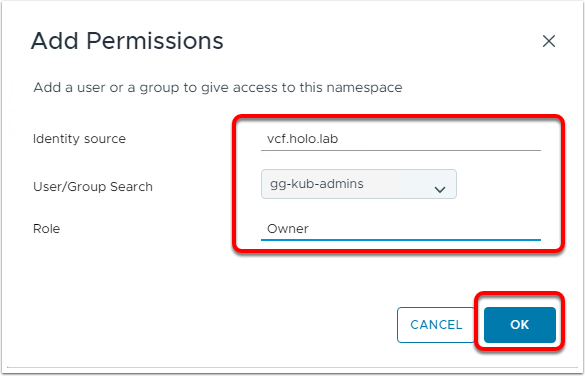 Add Permissions
Add a user or a group to give access to this namespace
Identity source vcf.holo.lab
User/Group Search gg-kub-admins
Role Owner
CANCEL OK